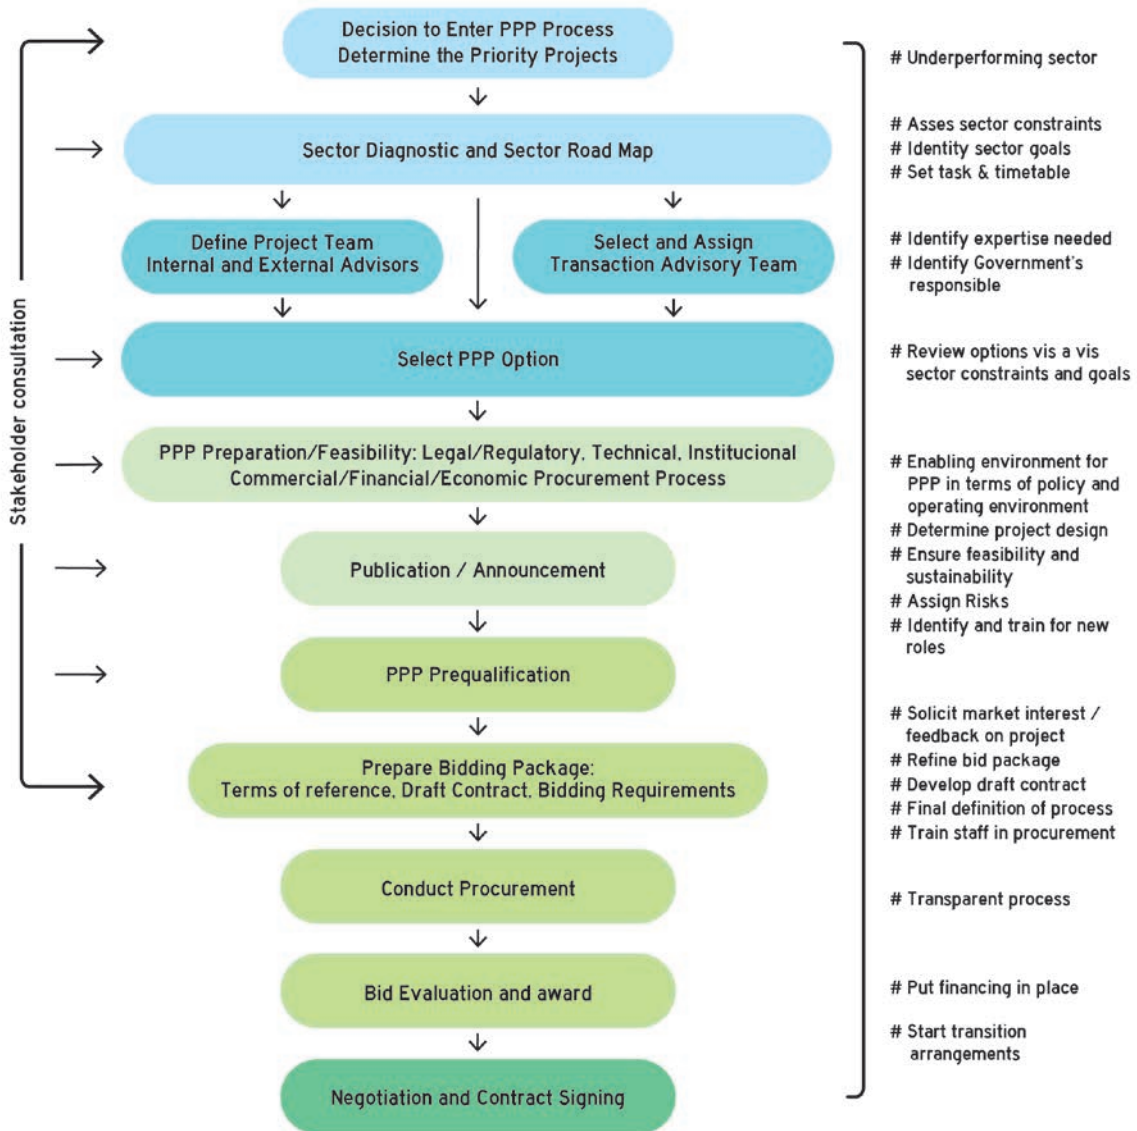 Decision to Enter PPP Process
Determine the Priority Projects
# Underperforming sector
Sector Diagnostic and Sector Road Map
# Asses sector constraints
# Identity sector goals
# Set task & timetable
Define Project Team
Internal and External Advisors
Select and Assign
Transaction Advisory Team
# Identify expertise needed
# Identify Government's
responsible
Stakeholder consultation
Select PPP Option
# Review options vis a vis
sector constraints and goals
PPP Preparation/Feasibility: Legal/Regulatory, Technical, Institucional
Commercial/Financial/Economic Procurement Process
# Enabling environment for
PPP in terms of policy and
operating environment
# Determine project design
# Ensure feasibility and
sustainability
# Assign Risks
# Identify and train for new
roles
Publication / Announcement
PPP Prequalification
Prepare Bidding Package:
Terms of reference, Draft Contract, Bidding Requirements
# Solicit market interest /
feedback on project
# Refine bid package
# Develop draft contract
# Final definition of process
# Train staff in procurement
Conduct Procurement
# Transparent process
Bid Evaluation and award
# Put financing in place
# Start transition
arrangements
Negotiation and Contract Signing